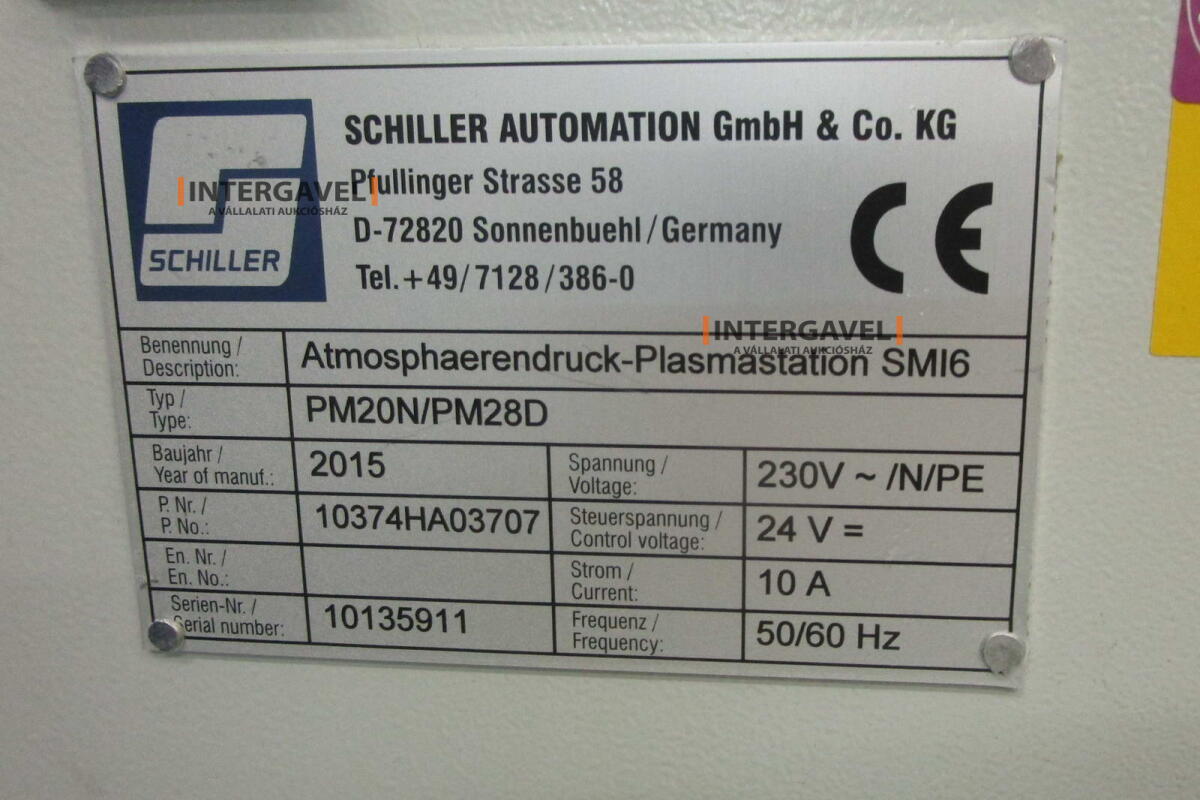 SCHILLER AUTOMATION GmbH & Co. KG
Pfullinger Strasse 58
D-72820 Sonnenbuehl/Germany
Tel.+49/7128/386-0
SCHILLER
CE
INTERGAVEL
A VÁLLALATI AUKCIÓSHÁZ
INTERGAVEL
A VÁLLALATI AUKCIÓSHÁZ
Benennung /
Description:
Atmosphaerendruck-Plasmastation SMI6
Typ /
Type:
PM20N/PM28D
Baujahr /
Year of manuf.:
2015
Spannung /
Voltage:
230V ~ /N/PE
P. Nr. /
P. No.:
10374HA03707
Steuerspannung /
Control voltage:
24 V =
En. Nr. /
En. No.:
Strom /
Current:
10 A
Serien-Nr. /
Serial number:
10135911
Frequenz /
Frequency:
50/60 Hz